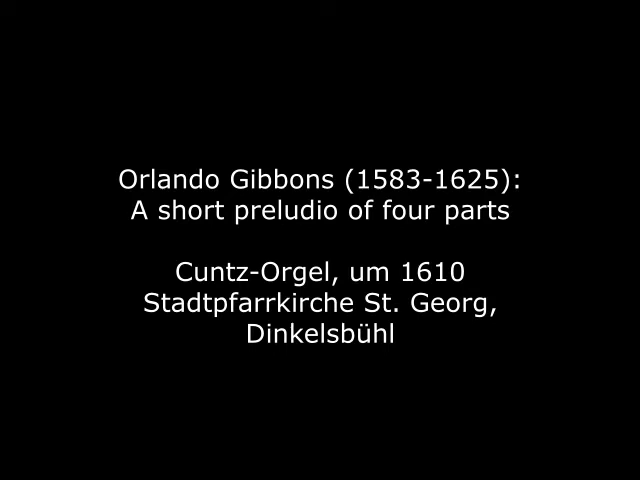 Orlando Gibbons (1583-1625):
A short preludio of four parts
Cuntz-Orgel, um 1610
Stadtpfarrkirche St. Georg,
Dinkelsbühl